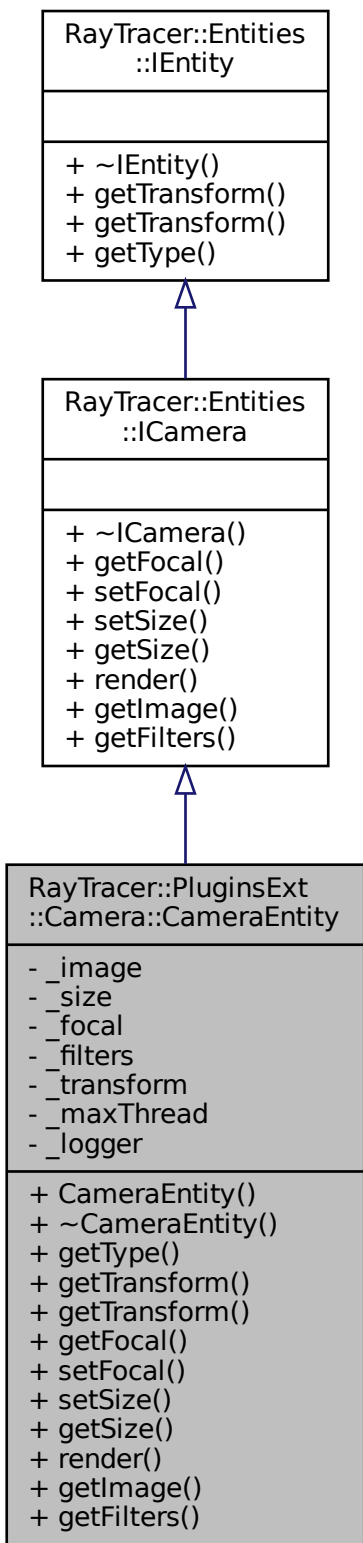 RayTracer::Entities
::IEntity
+ ~IEntity()
+ getTransform()
+ getTransform()
+ getType()
RayTracer::Entities
::ICamera
+ ~ICamera()
+ getFocal()
+ setFocal()
+ setSize()
+ getSize()
+ render()
+ getImage()
+ getFilters()
RayTracer::PluginsExt
::Camera::CameraEntity
- _image
- _size
- _focal
- _filters
- _transform
- _maxThread
- _logger
+ CameraEntity()
+ ~CameraEntity()
+ getType()
+ getTransform()
+ getTransform()
+ getFocal()
+ setFocal()
+ setSize()
+ getSize()
+ render()
+ getImage()
+ getFilters()